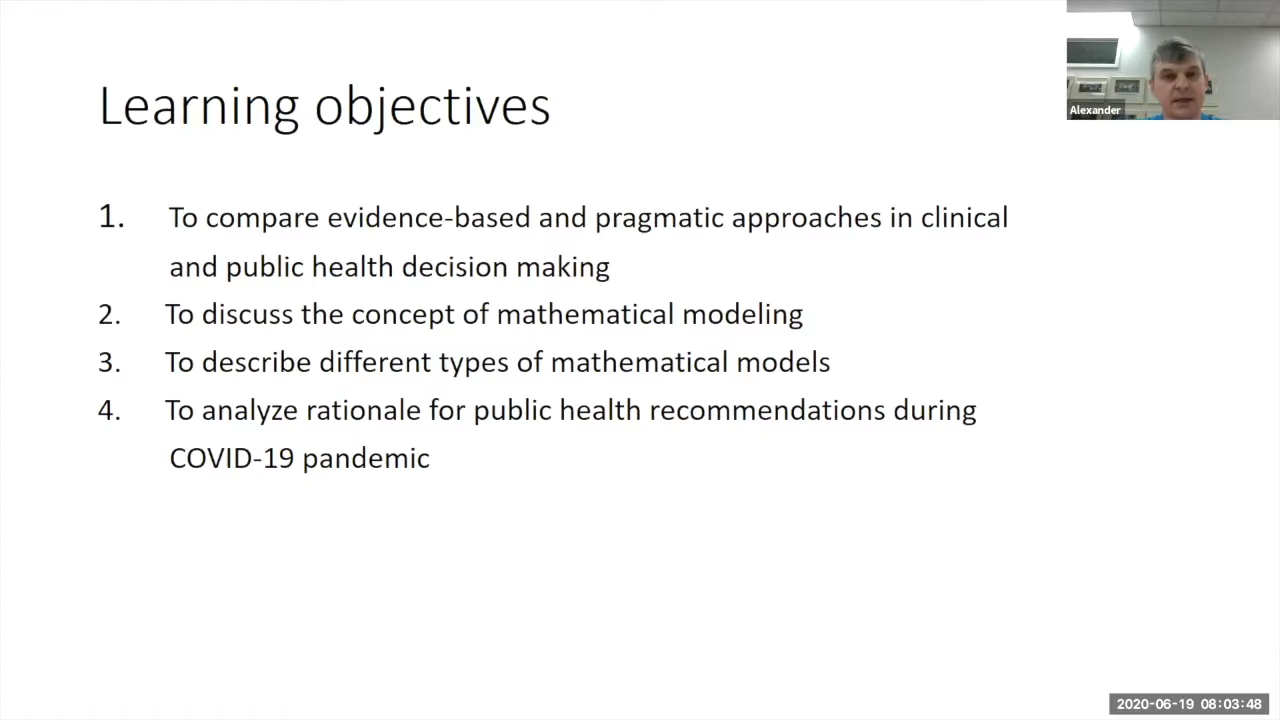 Learning objectives
Alexander
1. To compare evidence-based and pragmatic approaches in clinical
and public health decision making
2. To discuss the concept of mathematical modeling
3. To describe different types of mathematical models
4. To analyze rationale for public health recommendations during
COVID-19 pandemic
2020-06-19 08:03:48